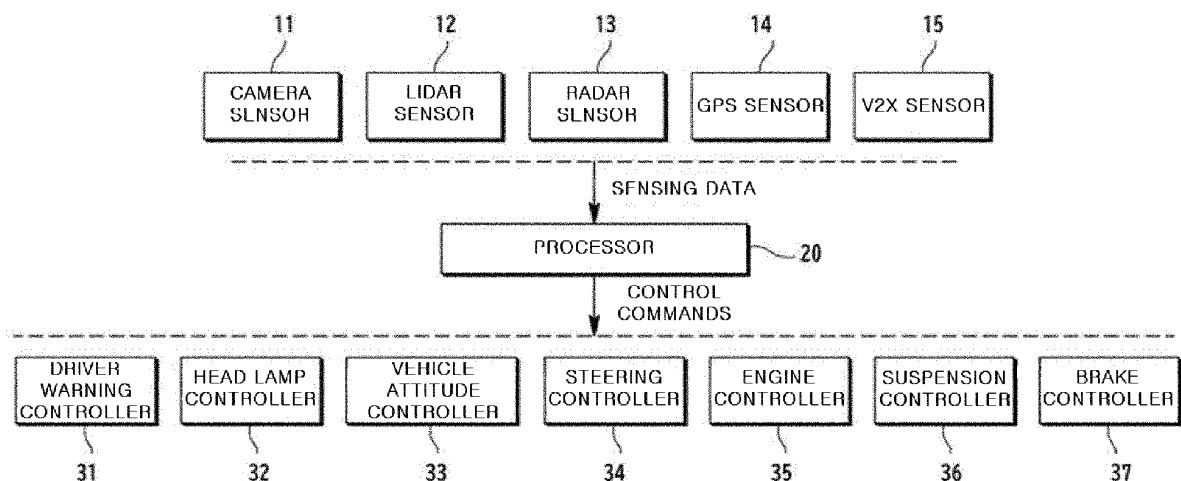 11 12 13 14 15
CAMERA SLNSOR
LIDAR SENSOR
RADAR SLNSOR
GPS SENSOR
V2X SENSOR
SENSING DATA
PROCESSOR
20
CONTROL
COMMANDS
DRIVER
WARNING
CONTROLLER
HEAD LAMP
CONTROLLER
VEHICLE
ATTITUDE
CONTROLLER
STEERING
CONTROLLER
ENGINE
CONTROLLER
SUSPENSION
CONTROLLER
BRAKE
CONTROLLER
31 32 33 34 35 36 37